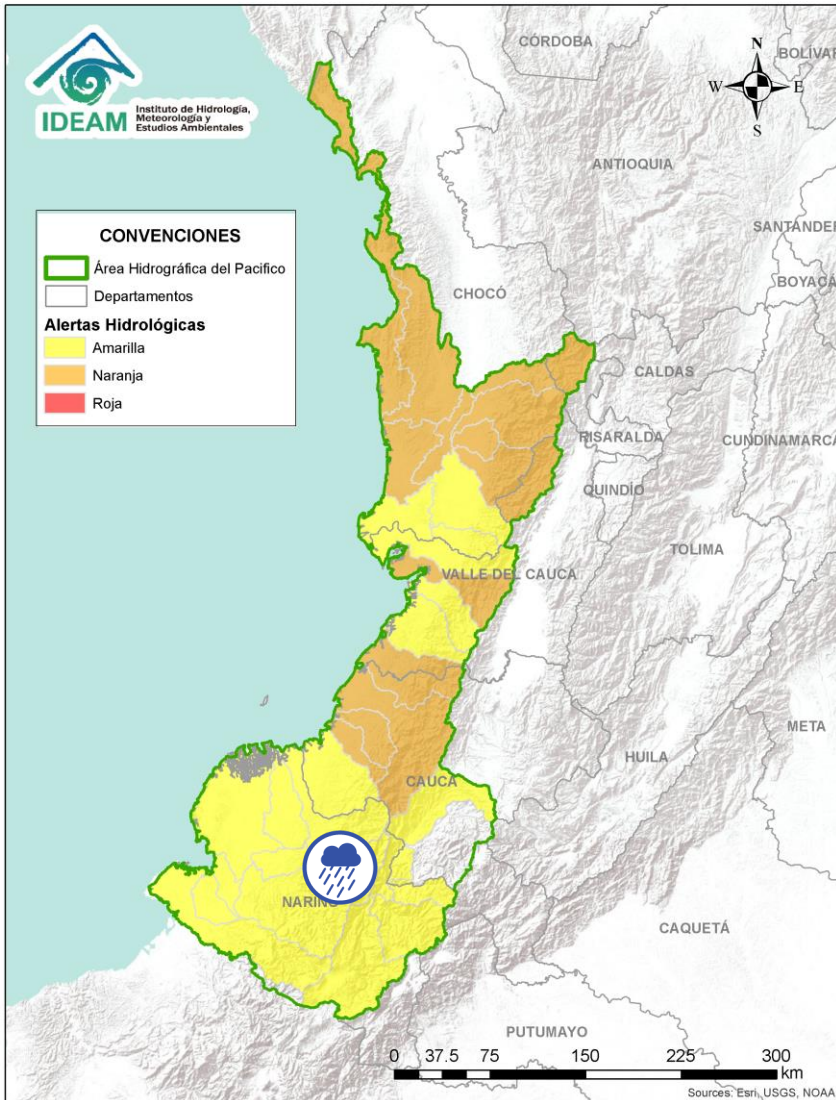 IDEAM
Instituto de Hidrología,
Meteorología y
Estudios Ambientales
CONVENCIONES
Área Hidrográfica del Pacifico
Departamentos
Alertas Hidrológicas
Amarilla
Naranja
Roja
N
W E
S
CÓRDOBA
BOLÍVAR
ANTIOQUIA
SANTANDER
BOYACÁ
CHOCÓ
CALDAS
RISARALDA
CUNDINAMARCA
QUINDÍO
TOLIMA
VALLE DEL CAUCA
META
HUILA
CAUCA
NARIÑO
CAQUETÁ
PUTUMAYO
0 37.5 75 150 225 300
km
Sources: Esri, USGS, NOAA